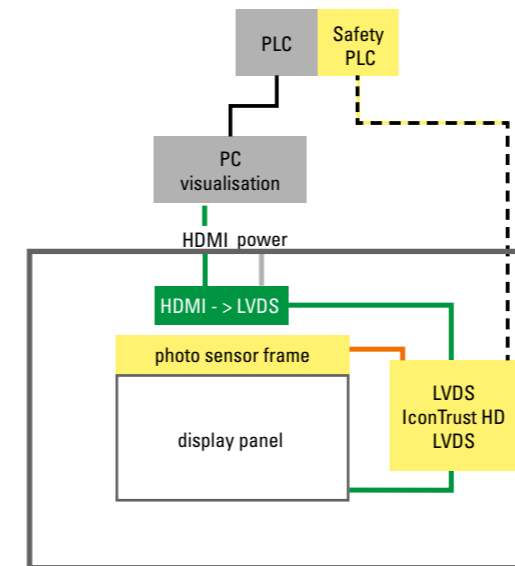 PLC
Safety
PLC
PC
visualisation
HDMI power
HDMI - > LVDS
photo sensor frame
display panel
LVDS
IconTrust HD
LVDS